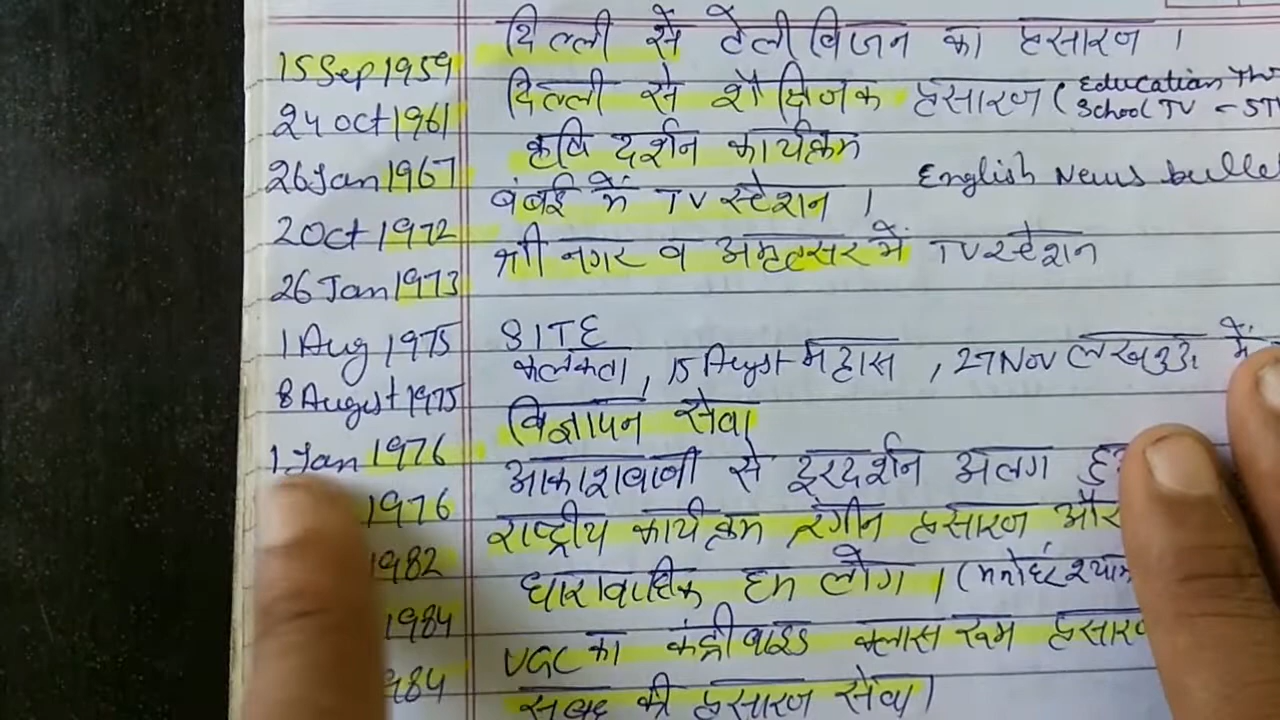 15 Sep 1959 दिल्ली से टेलीविजन का प्रसारण ।
24 Oct 1961 दिल्ली से शैक्षिणक प्रसारण ( Education Th
School TV - ST
26 Jan 1967 कृषि दर्शन कार्यक्रम
English News bulle
2 Oct 1972 बंबई में TV स्टेशन ।
26 Jan 1973 श्री नगर व अमृतसर में TV स्टेशन
1 Aug 1975 SITE
8 August 1975 कलकता , 15 August मद्रास , 27 Nov लखनऊ में
1 Jan 1976 विज्ञापन सेवा
1976 आकाशवाणी से दूरदर्शन अलग
1982 राष्ट्रीय कार्यक्रम रंगीन प्रसारण और
1984 धारावाहिक हम लोग । ( मनोहर श्याम
984 UGC का कंट्रीवाइड क्लास रूम
सुबह की प्रसारण सेवा ।